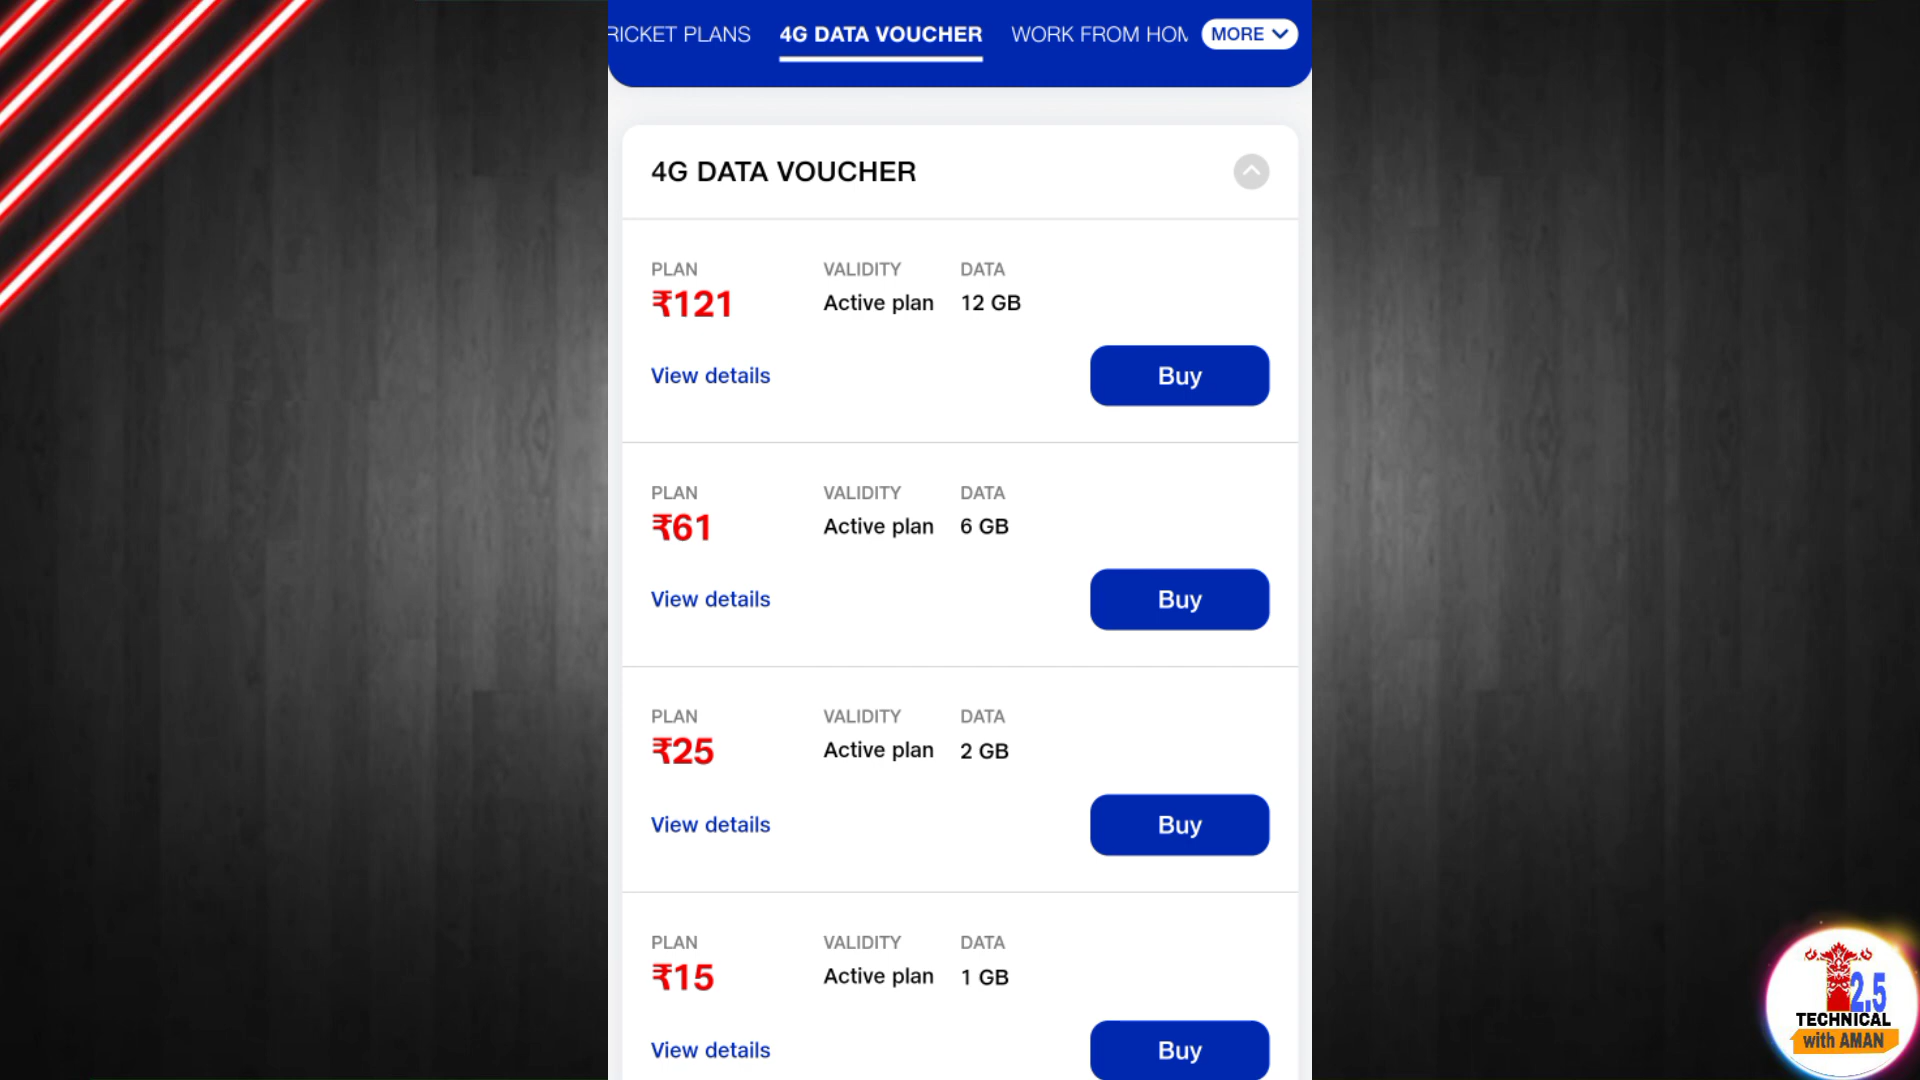 RICKET PLANS 4G DATA VOUCHER WORK FROM HOM MORE
4G DATA VOUCHER
PLAN VALIDITY DATA
₹121 Active plan 12 GB
View details Buy
PLAN VALIDITY DATA
₹61 Active plan 6 GB
View details Buy
PLAN VALIDITY DATA
₹25 Active plan 2 GB
View details Buy
PLAN VALIDITY DATA
₹15 Active plan 1 GB
View details Buy
2.5
TECHNICAL
with AMAN